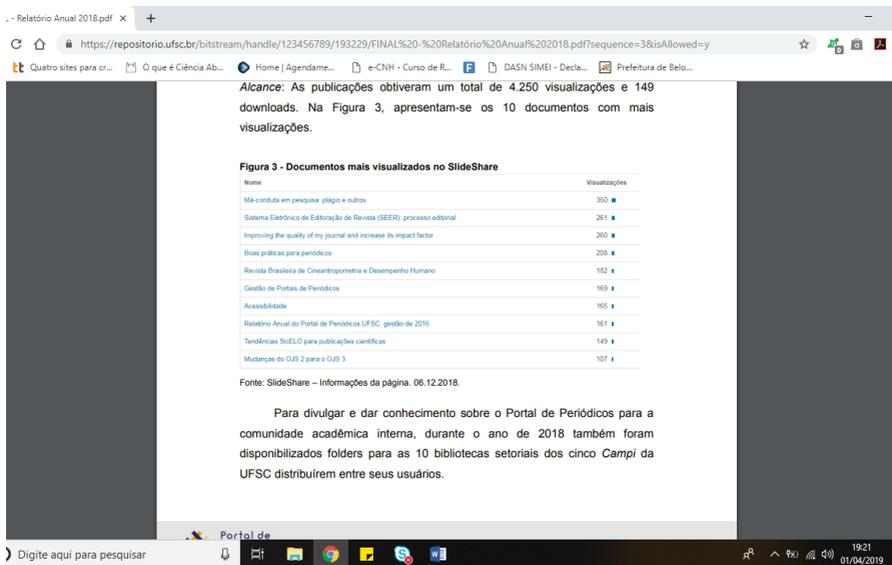 - Relatório Anual 2018.pdf
https://repositorio.ufsc.br/bitstream/handle/123456789/193229/FINAL%20-%20Relatório%20Anual%202018.pdf?sequence=3&isAllowed=y
Quatro sites para cr... O que é Ciência Ab... Home | Agendame... e-CNH - Curso de R... DASN SIMEI - Decla... Prefeitura de Belo...
Alcance: As publicações obtiveram um total de 4.250 visualizações e 149
downloads. Na Figura 3, apresentam-se os 10 documentos com mais
visualizações.
Figura 3 - Documentos mais visualizados no SlideShare
Nome Visualizações
Má-conduta em pesquisa plágio e outros 350
Sistema Eletrônico de Editoração de Revista (SEER): processo editorial 261
Improving the quality of my journal and increase its impact factor 260
Boas práticas para periódicos 208
Revista Brasileira de Cineantropometria e Desempenho Humano 182
Gestão de Portais de Periódicos 169
Acessibilidade 165
Relatório Anual do Portal de Periódicos UFSC: gestão de 2016 161
Tendências SciELO para publicações científicas 149
Mudanças do OJS 2 para o OJS 3 107
Fonte: SlideShare – Informações da página. 06.12.2018.
Para divulgar e dar conhecimento sobre o Portal de Periódicos para a
comunidade acadêmica interna, durante o ano de 2018 também foram
disponibilizados folders para as 10 bibliotecas setoriais dos cinco Campi da
UFSC distribuírem entre seus usuários.
Portal de
Digite aqui para pesquisar
19:21
01/04/2019